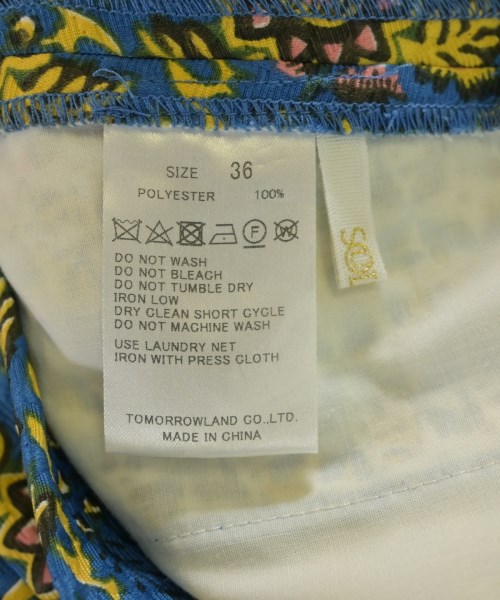 SIZE 36
POLYESTER 100%
F W
DO NOT WASH
DO NOT BLEACH
DO NOT TUMBLE DRY
IRON LOW
DRY CLEAN SHORT CYCLE
DO NOT MACHINE WASH
USE LAUNDRY NET
IRON WITH PRESS CLOTH
TOMORROWLAND CO.,LTD.
MADE IN CHINA